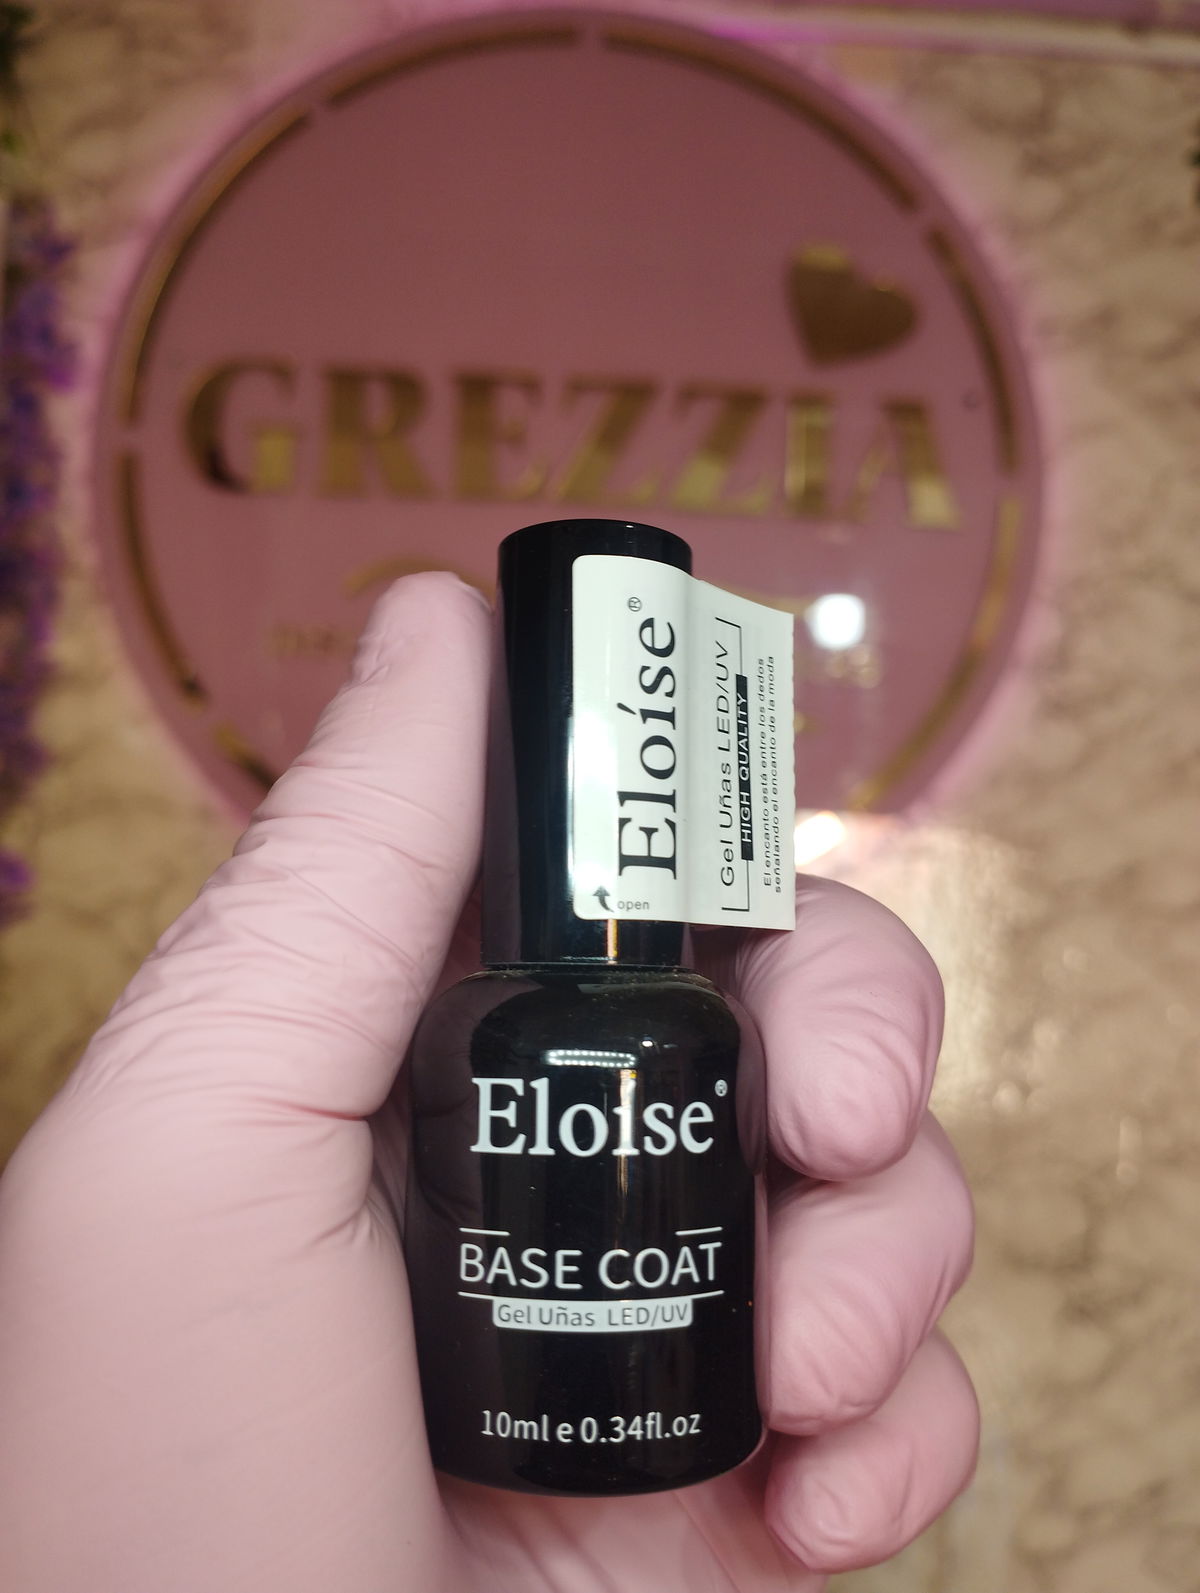 GREZZIA
Eloíse®
Gel Uñas LED/UV
HIGH QUALITY
El encanto está entre los dedos
señalando el encanto de la moda
open
Eloíse®
BASE COAT
Gel Uñas LED/UV
10ml e 0.34fl.oz